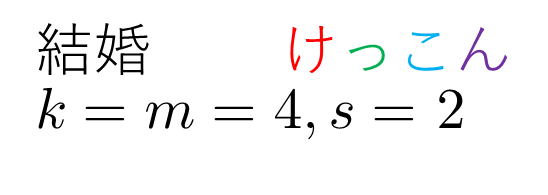 結婚 けっこん
k = m = 4, s = 2